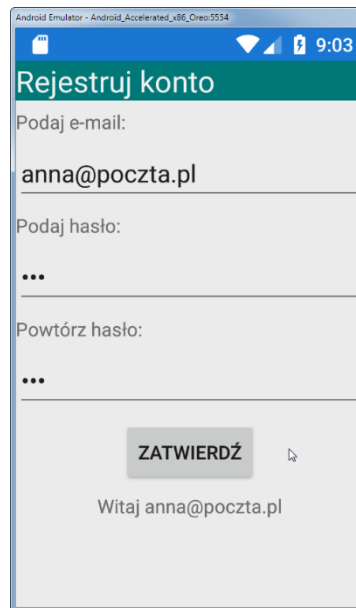 Android Emulator - Android_Accelerated_x86_Oreo:5554
9:03
Rejestruj konto
Podaj e-mail:
anna@poczta.pl
Podaj hasło:
•••
Powtórz hasło:
•••
ZATWIERDŹ
Witaj anna@poczta.pl